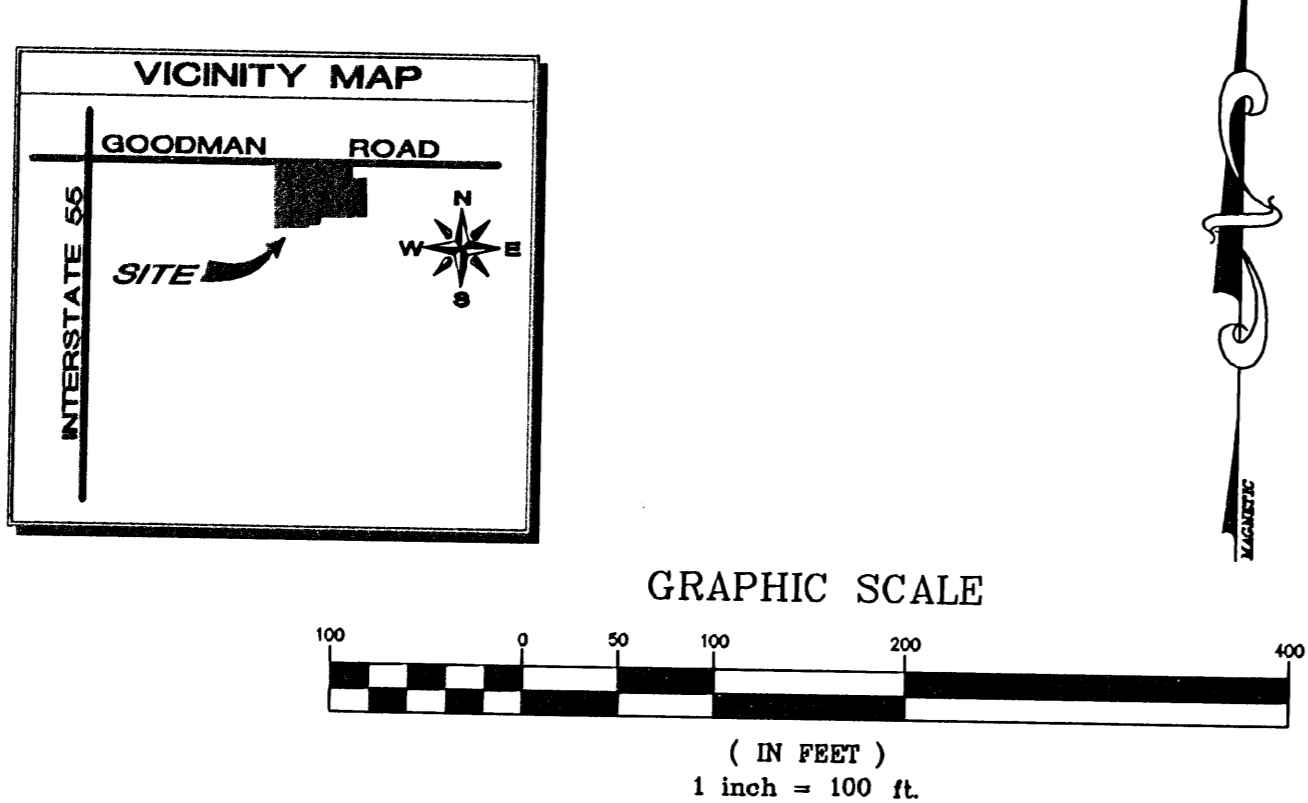 VICINITY MAP
GOODMAN ROAD
INTERSTATE 55
SITE
N
W E
S
MAGNETIC
GRAPHIC SCALE
100 0 50 100 200 400
( IN FEET )
1 inch = 100 ft.